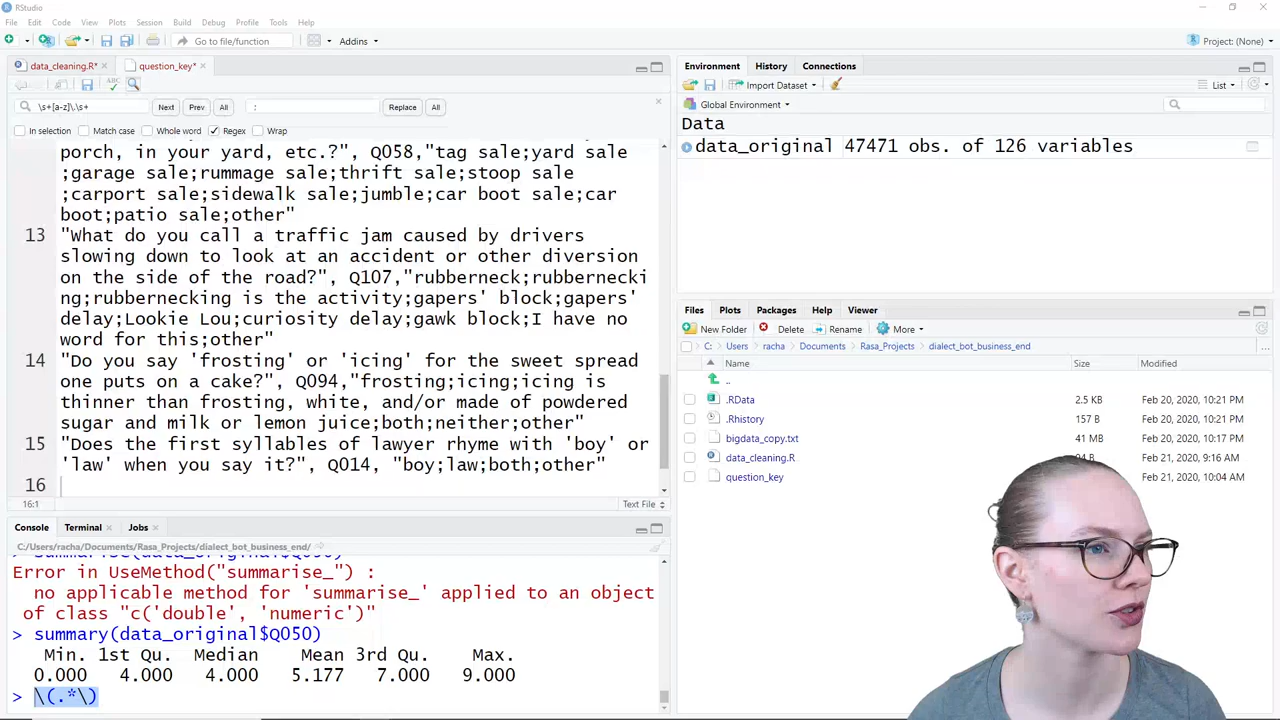 RStudio
File Edit Code View Plots Session Build Debug Profile Tools Help
Go to file/function Addins Project: (None)
data_cleaning.R* question_key*
\s+[a-z]\.\s+ Next Prev All : Replace All
In selection Match case Whole word Regex Wrap
porch, in your yard, etc.?", Q058,"tag sale;yard sale
;garage sale;rummage sale;thrift sale;stoop sale
;carport sale;sidewalk sale;jumble;car boot sale;car
boot;patio sale;other"
13 "What do you call a traffic jam caused by drivers
slowing down to look at an accident or other diversion
on the side of the road?", Q107,"rubberneck;rubbernecki
ng;rubbernecking is the activity;gapers' block;gapers'
delay;Lookie Lou;curiosity delay;gawk block;I have no
word for this;other"
14 "Do you say 'frosting' or 'icing' for the sweet spread
one puts on a cake?", Q094,"frosting;icing;icing is
thinner than frosting, white, and/or made of powdered
sugar and milk or lemon juice;both;neither;other"
15 "Does the first syllables of lawyer rhyme with 'boy' or
'law' when you say it?", Q014, "boy;law;both;other"
16
16:1 Text File
Console Terminal Jobs
C:/Users/racha/Documents/Rasa_Projects/dialect_bot_business_end/
Error in UseMethod("summarise_") :
no applicable method for 'summarise_' applied to an object
of class "c('double', 'numeric')"
> summary(data_original$Q050)
Min. 1st Qu. Median Mean 3rd Qu. Max.
0.000 4.000 4.000 5.177 7.000 9.000
> \(.*\)
Environment History Connections
Import Dataset List
Global Environment
Data
data_original 47471 obs. of 126 variables
Files Plots Packages Help Viewer
New Folder Delete Rename More
C: Users racha Documents Rasa_Projects dialect_bot_business_end ...
Name Size Modified
..
.RData 2.5 KB Feb 20, 2020, 10:21 PM
.Rhistory 157 B Feb 20, 2020, 10:21 PM
bigdata_copy.txt 41 MB Feb 20, 2020, 10:17 PM
data_cleaning.R B Feb 21, 2020, 9:16 AM
question_key Feb 21, 2020, 10:04 AM